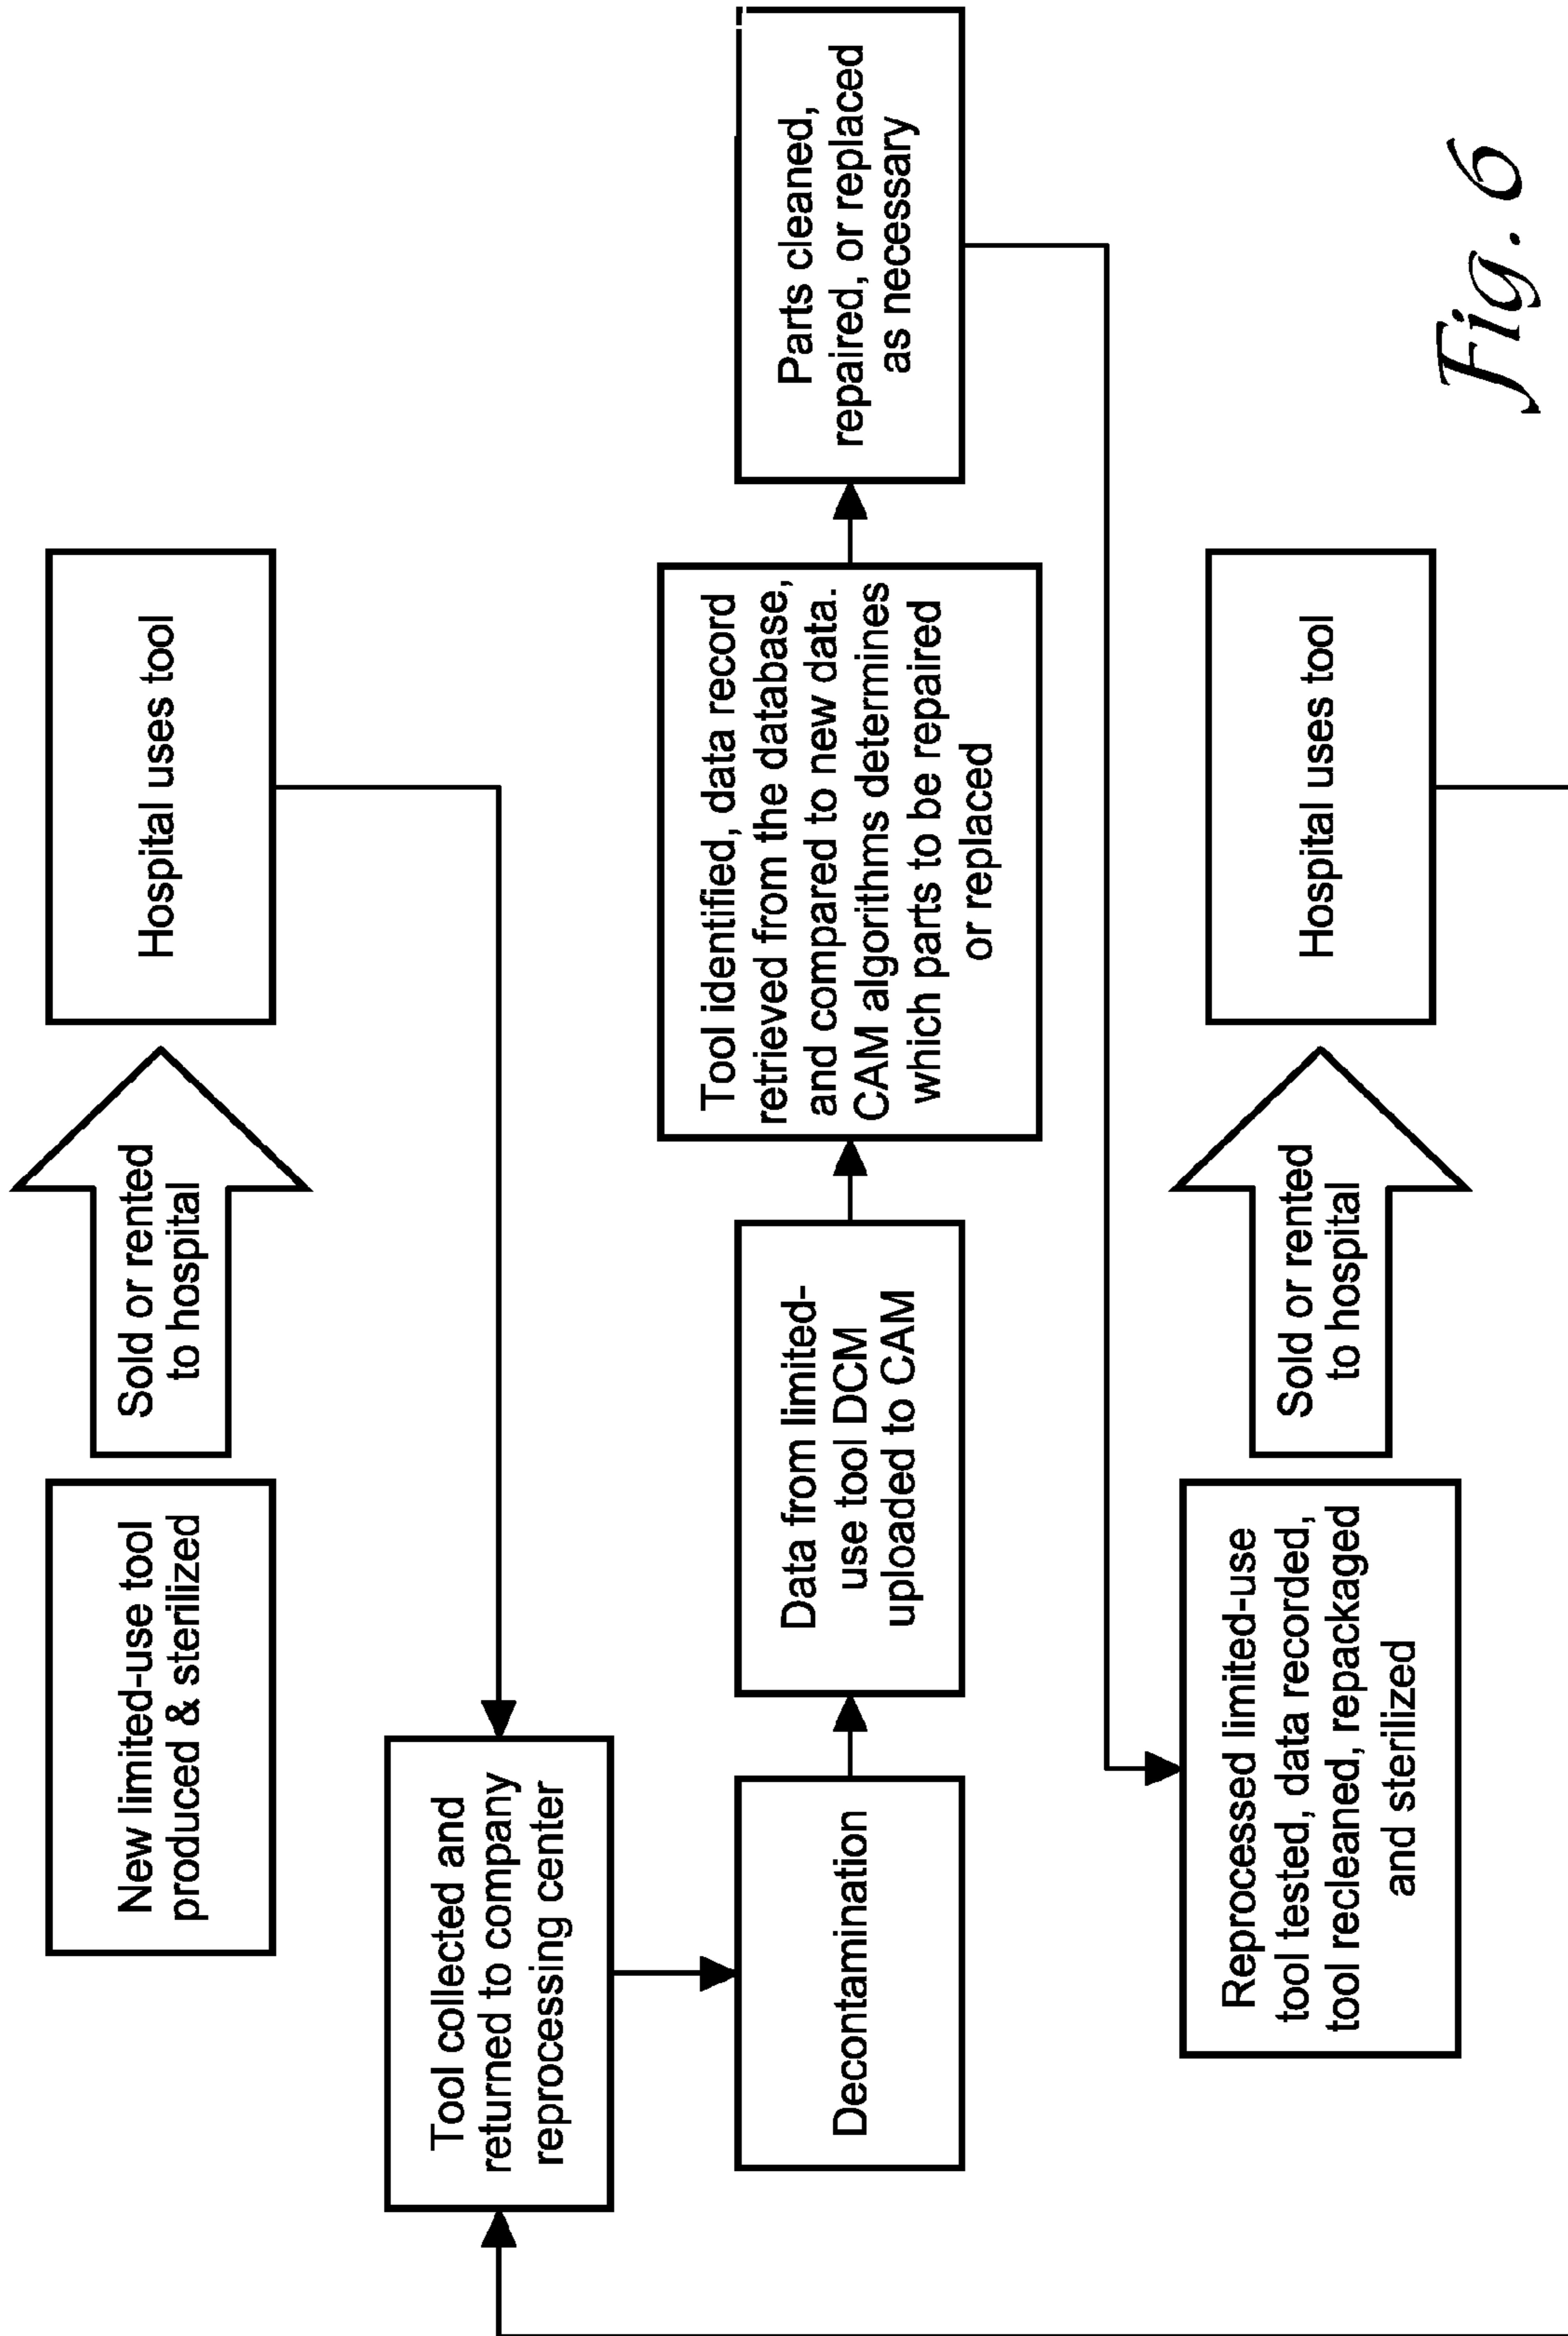 New limited-use tool
produced & sterilized
Sold or rented
to hospital
Hospital uses tool
Tool collected and
returned to company
reprocessing center
Decontamination
Data from limited-
use tool DCM
uploaded to CAM
Tool identified, data record
retrieved from the database,
and compared to new data.
CAM algorithms determines
which parts to be repaired
or replaced
Parts cleaned,
repaired, or replaced
as necessary
Reprocessed limited-use
tool tested, data recorded,
tool recleaned, repackaged
and sterilized
Sold or rented
to hospital
Hospital uses tool
Fig. 6